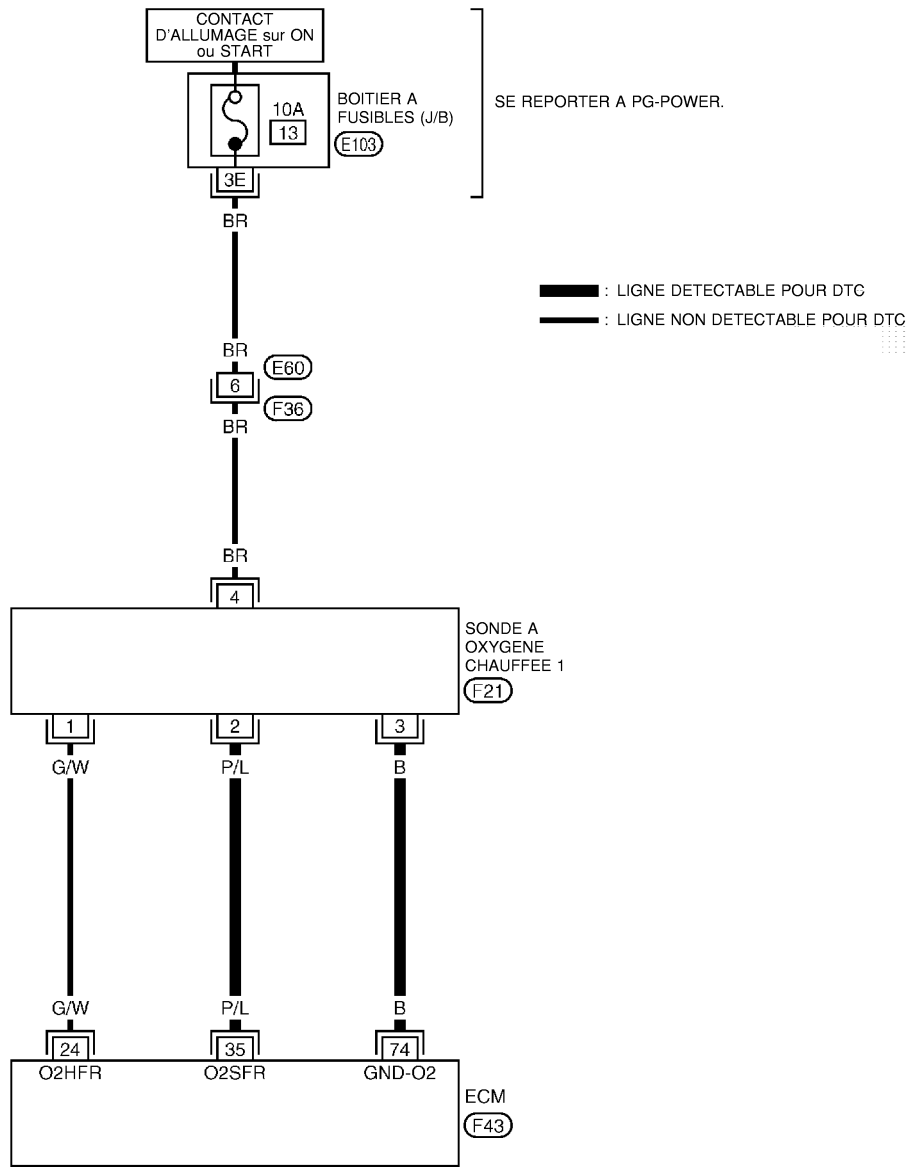 CONTACT
D'ALLUMAGE sur ON
ou START
10A
13
BOITIER A
FUSIBLES (J/B)
E103
SE REPORTER A PG-POWER.
3E
BR
: LIGNE DETECTABLE POUR DTC
: LIGNE NON DETECTABLE POUR DTC
BR
E60
6
F36
BR
BR
4
SONDE A
OXYGENE
CHAUFFEE 1
F21
1 2 3
G/W P/L B
G/W P/L B
24 35 74
O2HFR O2SFR GND-O2
ECM
F43